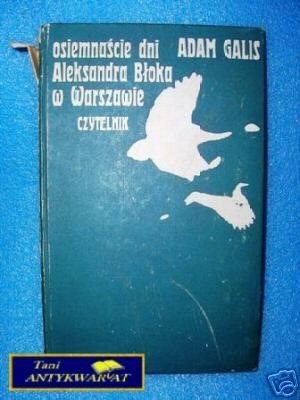 osiemnaście dni ADAM GALIS
Aleksandra Błoka
w Warszawie
CZYTELNIK
Tani
ANTYKWARIAT